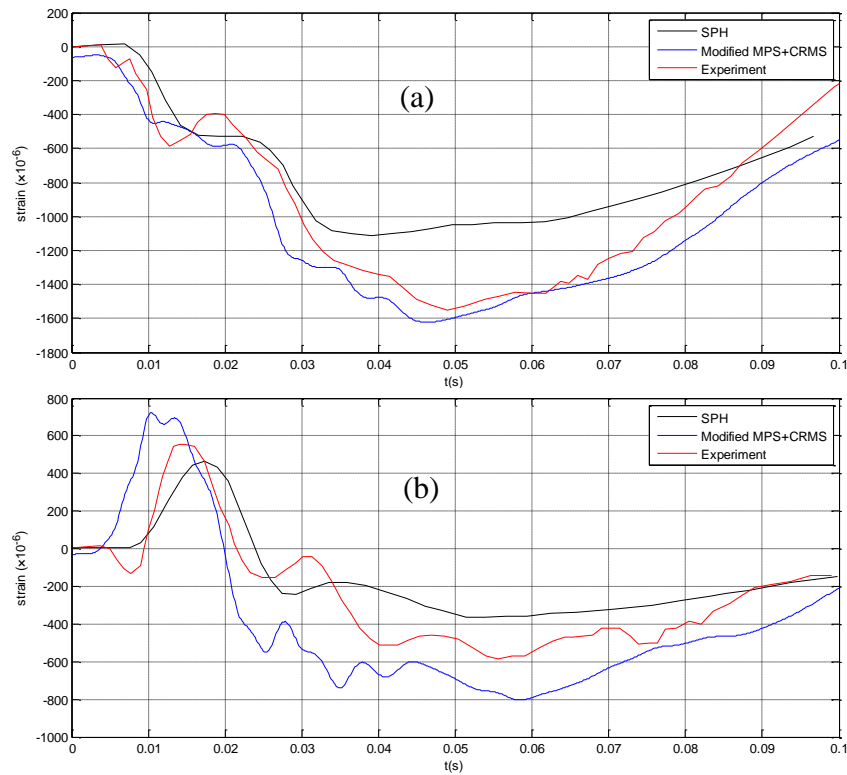 200
0
-200
-400
-600
-800
-1000
-1200
-1400
-1600
-1800
strain (×10⁻⁶)
(a)
SPH
Modified MPS+CRMS
Experiment
0 0.01 0.02 0.03 0.04 0.05 0.06 0.07 0.08 0.09 0.1
t(s)
800
600
400
200
0
-200
-400
-600
-800
-1000
strain (×10⁻⁶)
(b)
SPH
Modified MPS+CRMS
Experiment
0 0.01 0.02 0.03 0.04 0.05 0.06 0.07 0.08 0.09 0.1
t(s)